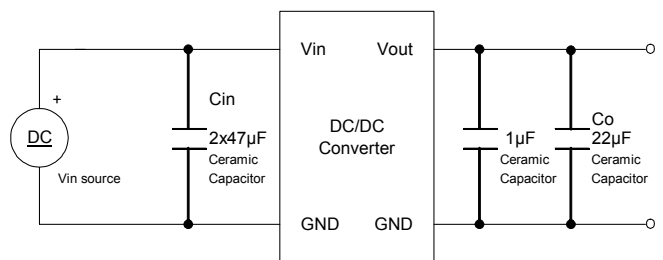 Vin
Vout
+
Cin
Co
DC
2x47µF
DC/DC
Converter
1µF
22µF
Ceramic
Capacitor
Ceramic
Capacitor
Ceramic
Capacitor
Vin source
GND
GND